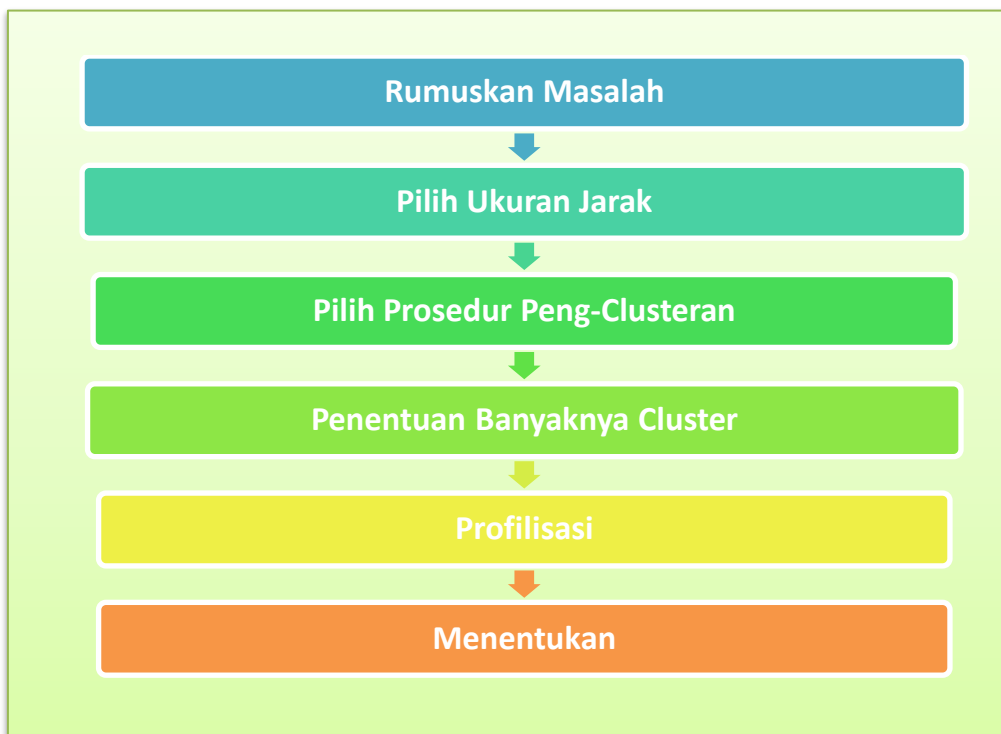 Rumuskan Masalah
Pilih Ukuran Jarak
Pilih Prosedur Peng-Clusteran
Penentuan Banyaknya Cluster
Profilisasi
Menentukan